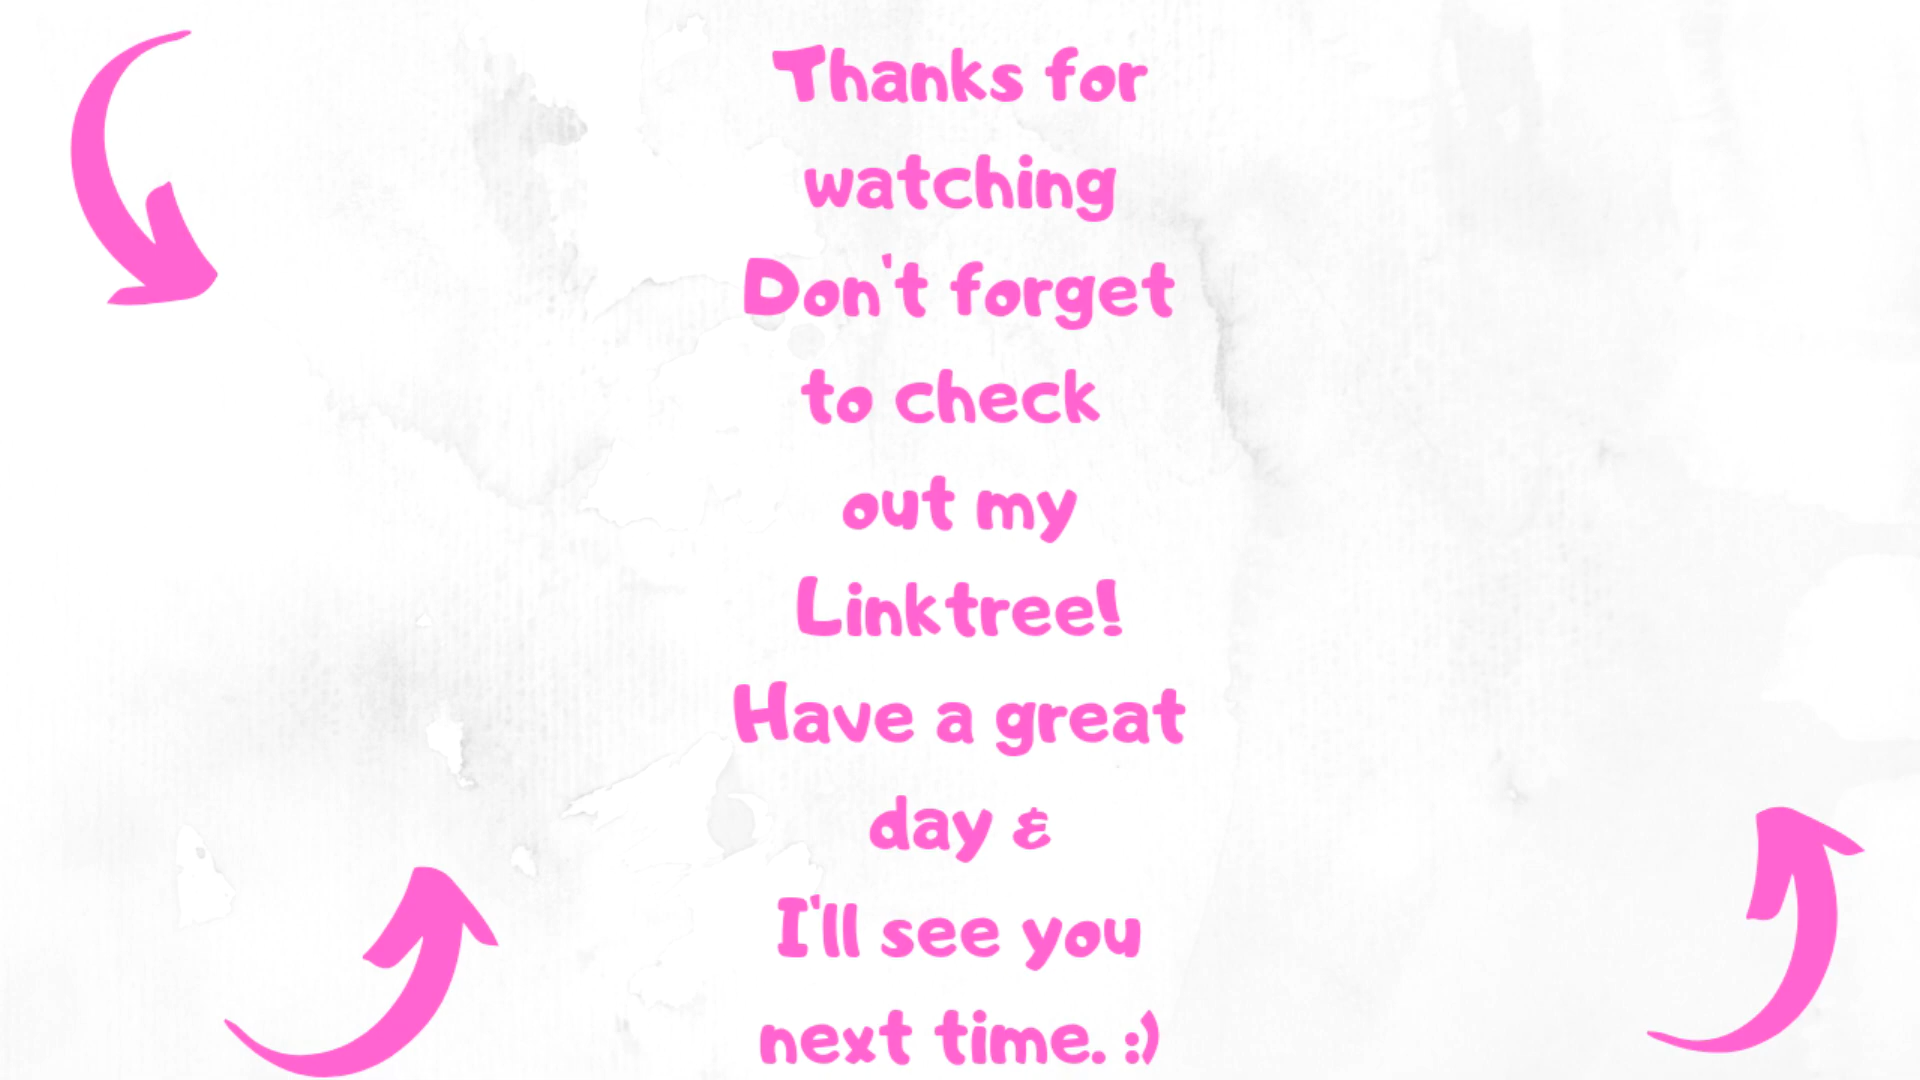 Thanks for
watching
Don't forget
to check
out my
Linktree!
Have a great
day &
I'll see you
next time. :)